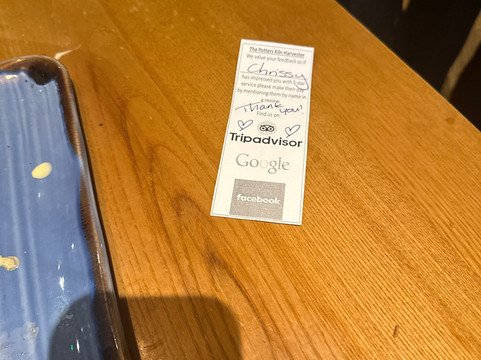 The Potters Kiln Harvester
We value your feedback so if
Chrissy
has impressed you with 5 star
service please make their day
by mentioning them by name in
a review.
Thank you!
Find us on:
Tripadvisor
Google
facebook